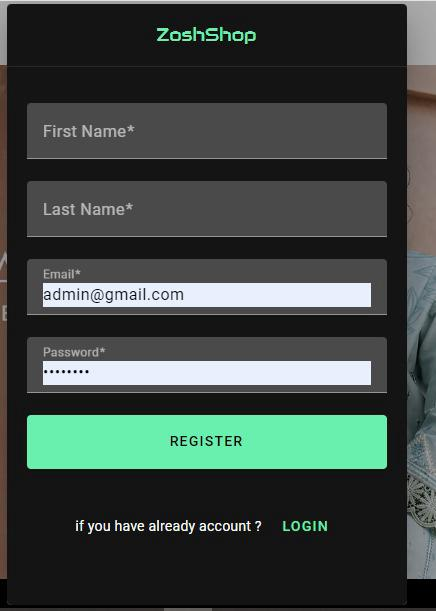 ZoshShop
First Name*
Last Name*
Email*
admin@gmail.com
Password*
••••••••
REGISTER
if you have already account ? LOGIN